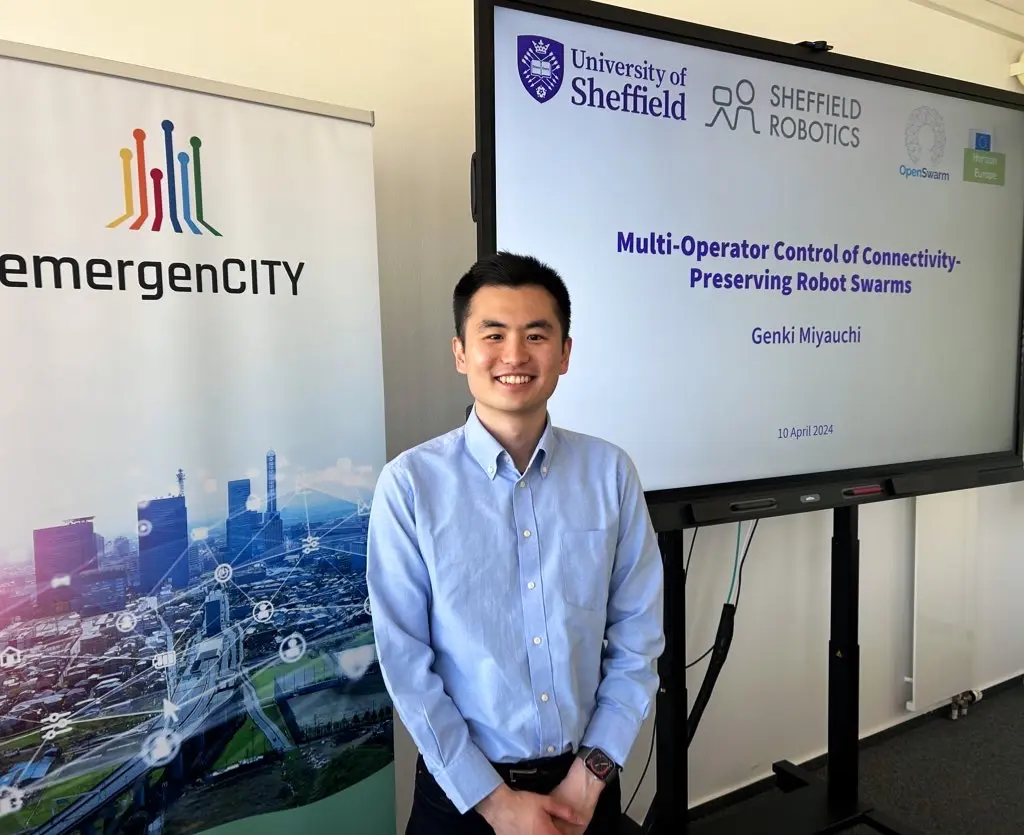 emergenCITY
University of
Sheffield
SHEFFIELD
ROBOTICS
OpenSwarm
Horizon
Europe
Multi-Operator Control of Connectivity-
Preserving Robot Swarms
Genki Miyauchi
10 April 2024